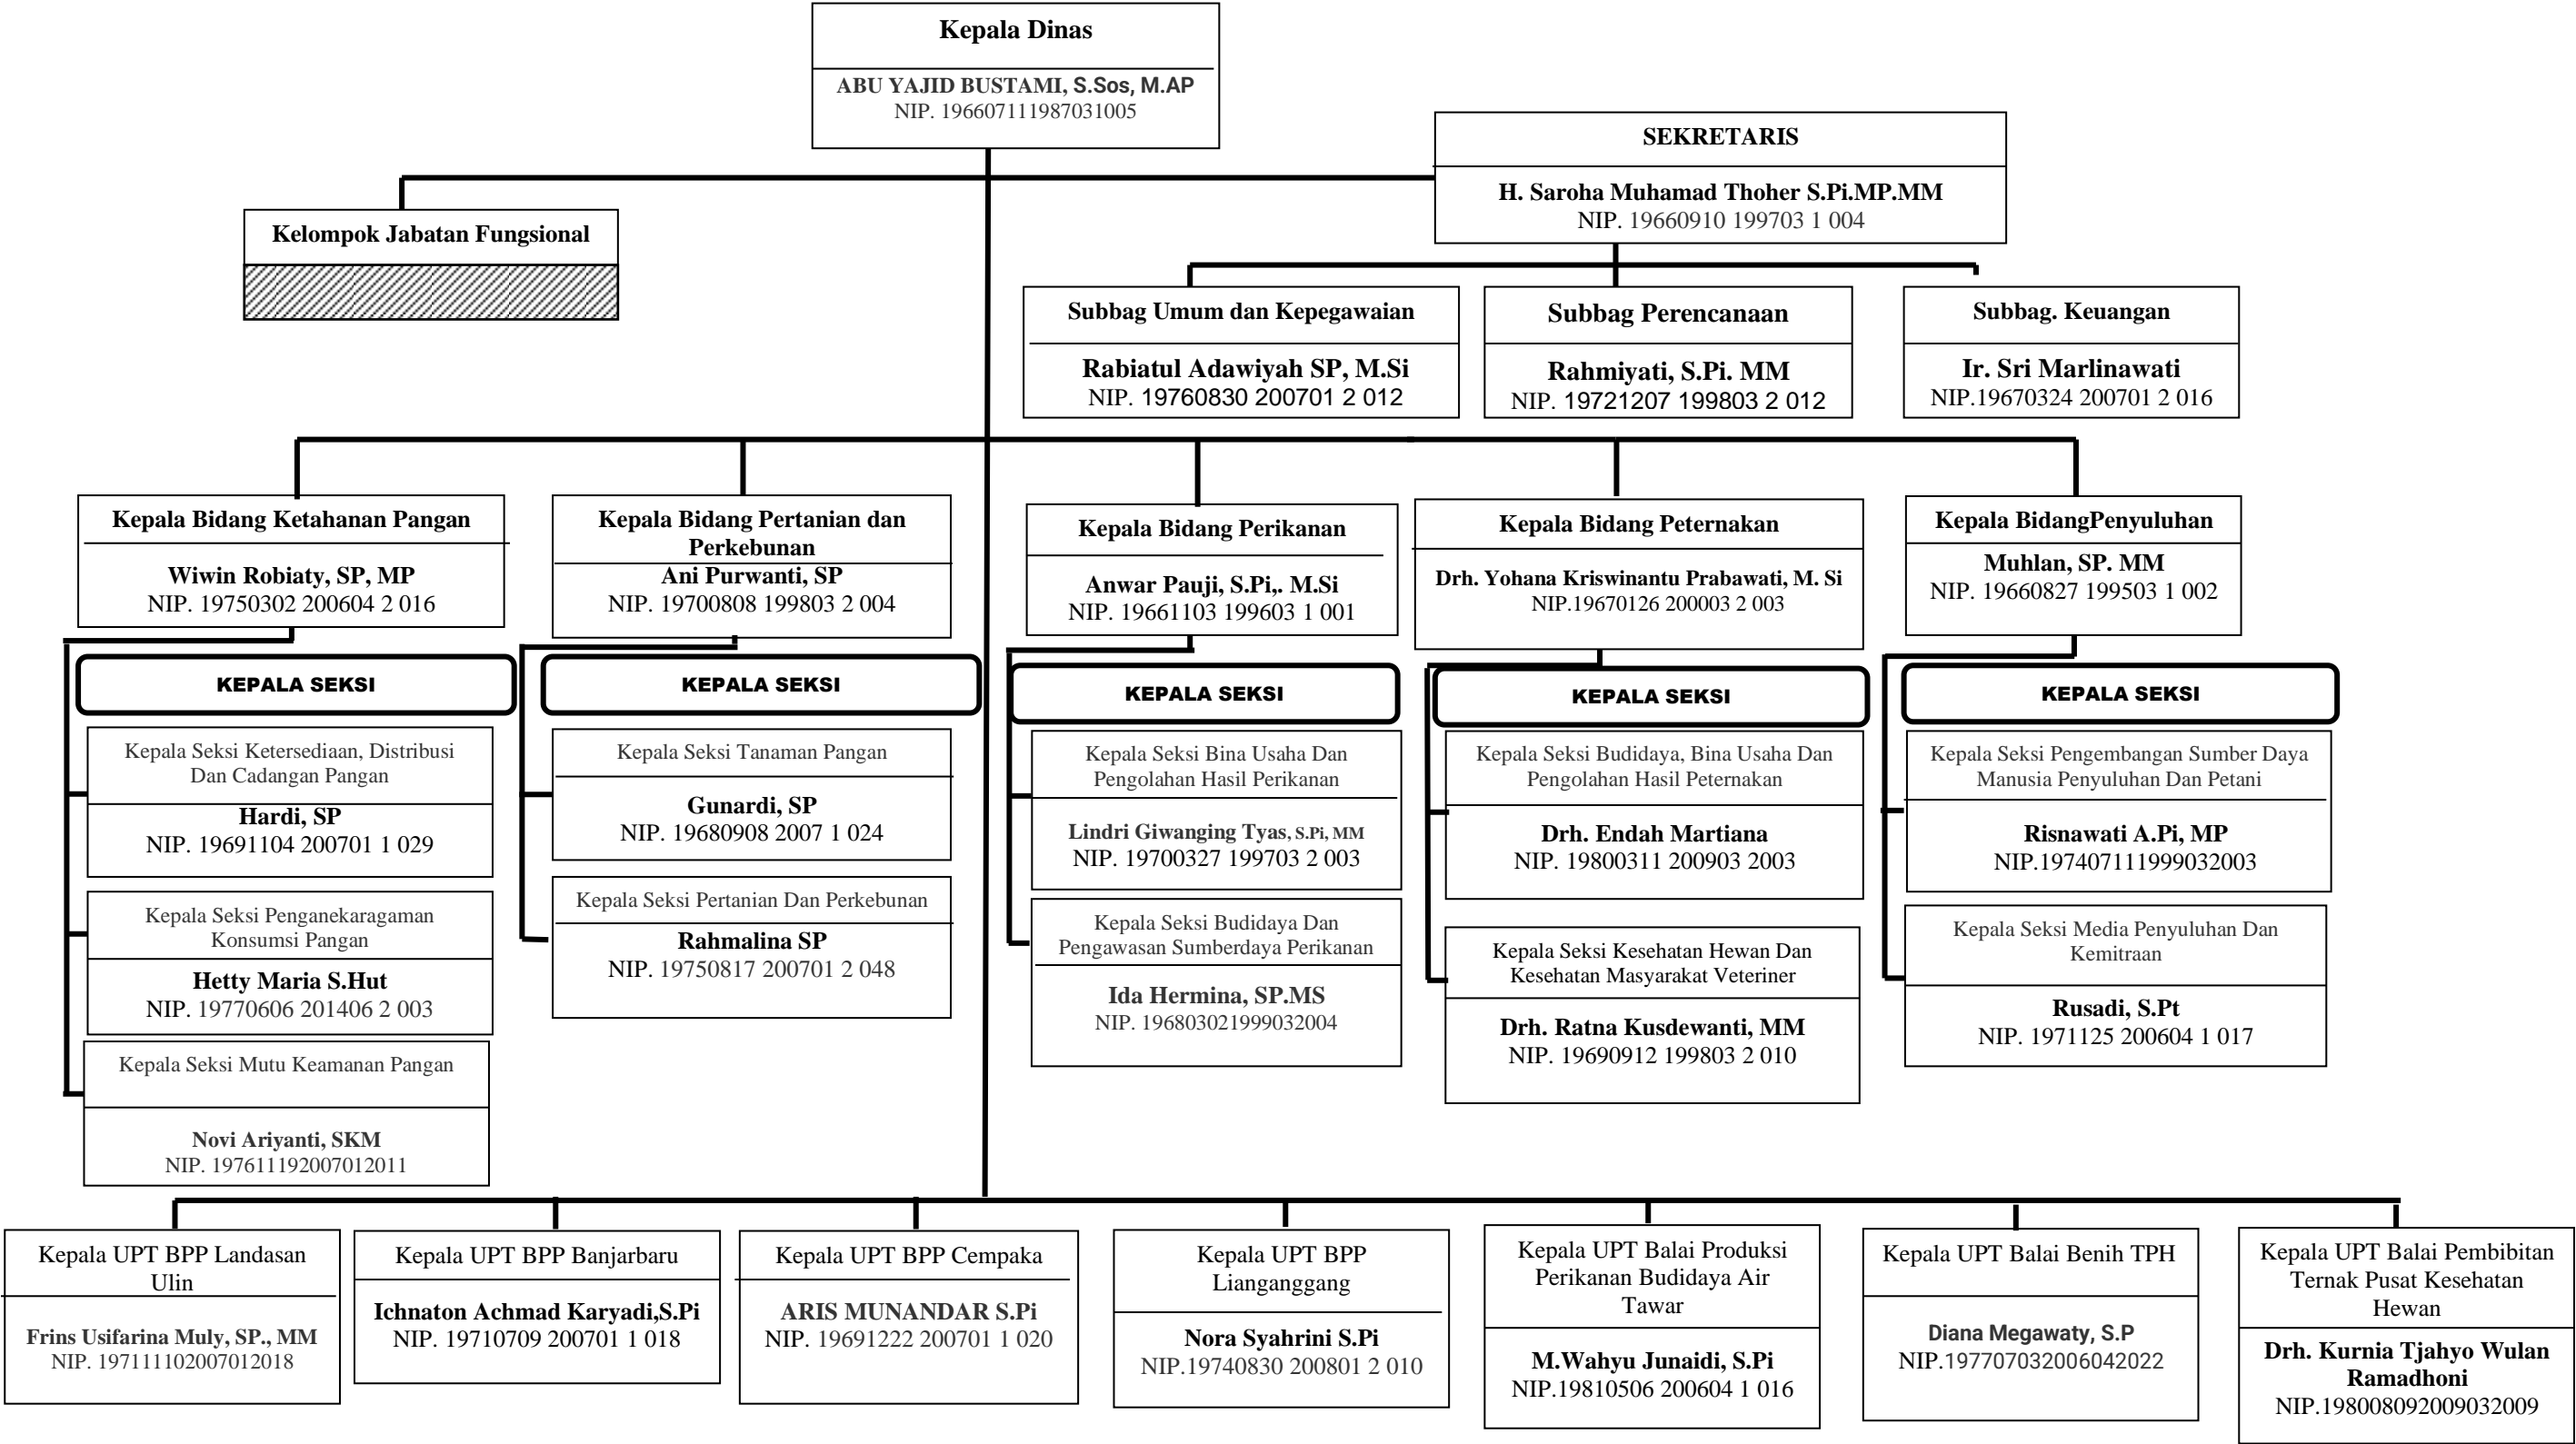 Kepala Dinas
ABU YAJID BUSTAMI, S.Sos, M.AP
NIP. 196607111987031005
SEKRETARIS
H. Saroha Muhamad Thoher S.Pi.MP.MM
NIP. 19660910 199703 1 004
Kelompok Jabatan Fungsional
Subbag Umum dan Kepegawaian
Rabiatul Adawiyah SP, M.Si
NIP. 19760830 200701 2 012
Subbag Perencanaan
Rahmiyati, S.Pi. MM
NIP. 19721207 199803 2 012
Subbag. Keuangan
Ir. Sri Marlinawati
NIP.19670324 200701 2 016
Kepala Bidang Ketahanan Pangan
Wiwin Robiaty, SP, MP
NIP. 19750302 200604 2 016
Kepala Bidang Pertanian dan
Perkebunan
Ani Purwanti, SP
NIP. 19700808 199803 2 004
Kepala Bidang Perikanan
Anwar Pauji, S.Pi,. M.Si
NIP. 19661103 199603 1 001
Kepala Bidang Peternakan
Drh. Yohana Kriswinantu Prabawati, M. Si
NIP.19670126 200003 2 003
Kepala BidangPenyuluhan
Muhlan, SP. MM
NIP. 19660827 199503 1 002
KEPALA SEKSI
Kepala Seksi Ketersediaan, Distribusi
Dan Cadangan Pangan
Hardi, SP
NIP. 19691104 200701 1 029
Kepala Seksi Penganekaragaman
Konsumsi Pangan
Hetty Maria S.Hut
NIP. 19770606 201406 2 003
Kepala Seksi Mutu Keamanan Pangan
Novi Ariyanti, SKM
NIP. 197611192007012011
KEPALA SEKSI
Kepala Seksi Tanaman Pangan
Gunardi, SP
NIP. 19680908 2007 1 024
Kepala Seksi Pertanian Dan Perkebunan
Rahmalina SP
NIP. 19750817 200701 2 048
KEPALA SEKSI
Kepala Seksi Bina Usaha Dan
Pengolahan Hasil Perikanan
Lindri Giwanging Tyas, S.Pi, MM
NIP. 19700327 199703 2 003
Kepala Seksi Budidaya Dan
Pengawasan Sumberdaya Perikanan
Ida Hermina, SP.MS
NIP. 196803021999032004
KEPALA SEKSI
Kepala Seksi Budidaya, Bina Usaha Dan
Pengolahan Hasil Peternakan
Drh. Endah Martiana
NIP. 19800311 200903 2003
Kepala Seksi Kesehatan Hewan Dan
Kesehatan Masyarakat Veteriner
Drh. Ratna Kusdewanti, MM
NIP. 19690912 199803 2 010
KEPALA SEKSI
Kepala Seksi Pengembangan Sumber Daya
Manusia Penyuluhan Dan Petani
Risnawati A.Pi, MP
NIP.197407111999032003
Kepala Seksi Media Penyuluhan Dan
Kemitraan
Rusadi, S.Pt
NIP. 1971125 200604 1 017
Kepala UPT BPP Landasan
Ulin
Frins Usifarina Muly, SP., MM
NIP. 197111102007012018
Kepala UPT BPP Banjarbaru
Ichnaton Achmad Karyadi,S.Pi
NIP. 19710709 200701 1 018
Kepala UPT BPP Cempaka
ARIS MUNANDAR S.Pi
NIP. 19691222 200701 1 020
Kepala UPT BPP
Lianganggang
Nora Syahrini S.Pi
NIP.19740830 200801 2 010
Kepala UPT Balai Produksi
Perikanan Budidaya Air
Tawar
M.Wahyu Junaidi, S.Pi
NIP.19810506 200604 1 016
Kepala UPT Balai Benih TPH
Diana Megawaty, S.P
NIP.197707032006042022
Kepala UPT Balai Pembibitan
Ternak Pusat Kesehatan
Hewan
Drh. Kurnia Tjahyo Wulan
Ramadhoni
NIP.198008092009032009